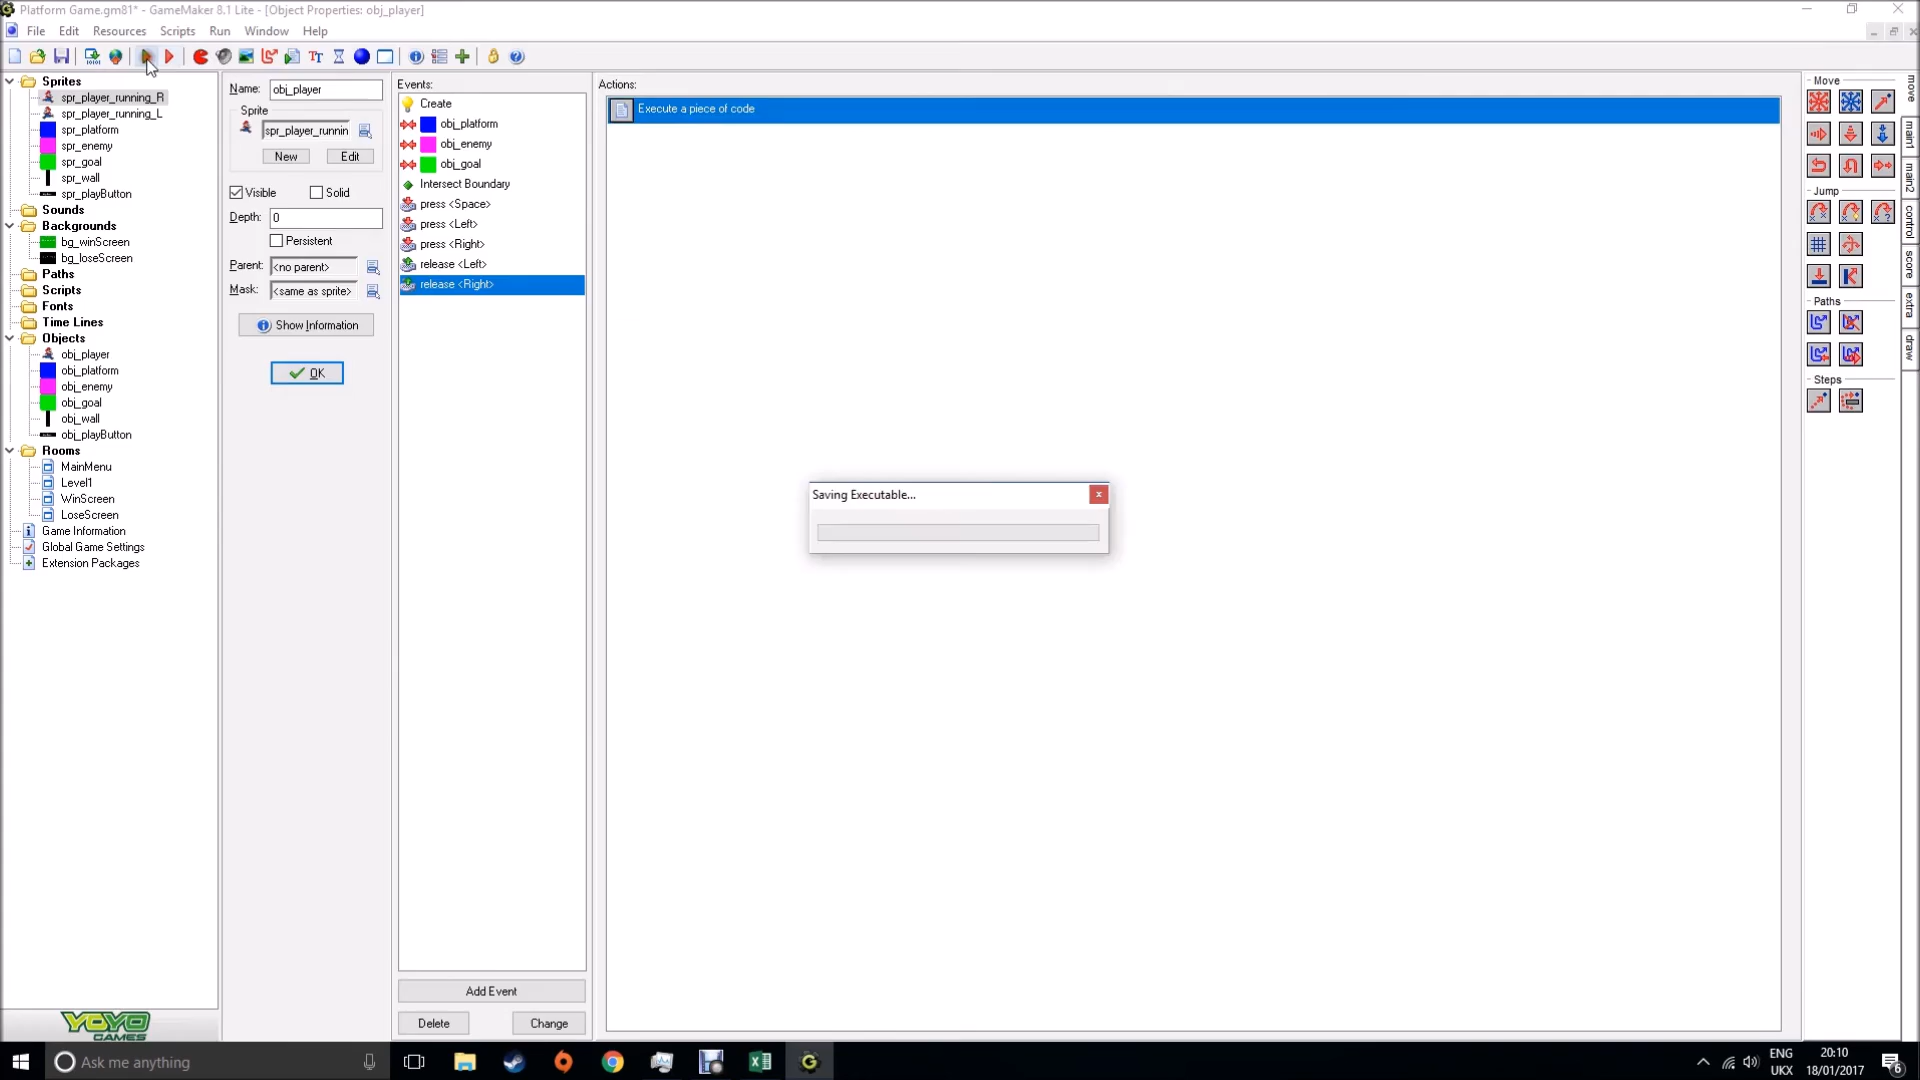 Platform Game.gm81* - GameMaker 8.1 Lite - [Object Properties: obj_player]
File Edit Resources Scripts Run Window Help
Sprites
spr_player_running_R
spr_player_running_L
spr_platform
spr_enemy
spr_goal
spr_wall
spr_playButton
Sounds
Backgrounds
bg_winScreen
bg_loseScreen
Paths
Scripts
Fonts
Time Lines
Objects
obj_player
obj_platform
obj_enemy
obj_goal
obj_wall
obj_playButton
Rooms
MainMenu
Level1
WinScreen
LoseScreen
Game Information
Global Game Settings
Extension Packages
YOYO
GAMES
Name: obj_player
Sprite
spr_player_runnin
New Edit
Visible Solid
Depth: 0
Persistent
Parent: <no parent>
Mask: <same as sprite>
Show Information
OK
Events:
Create
obj_platform
obj_enemy
obj_goal
Intersect Boundary
press <Space>
press <Left>
press <Right>
release <Left>
release <Right>
Add Event
Delete Change
Actions:
Execute a piece of code
Saving Executable...
Move
Jump
Paths
Steps
move
main1
main2
control
score
extra
draw
Ask me anything
ENG
UKX
20:10
18/01/2017
6